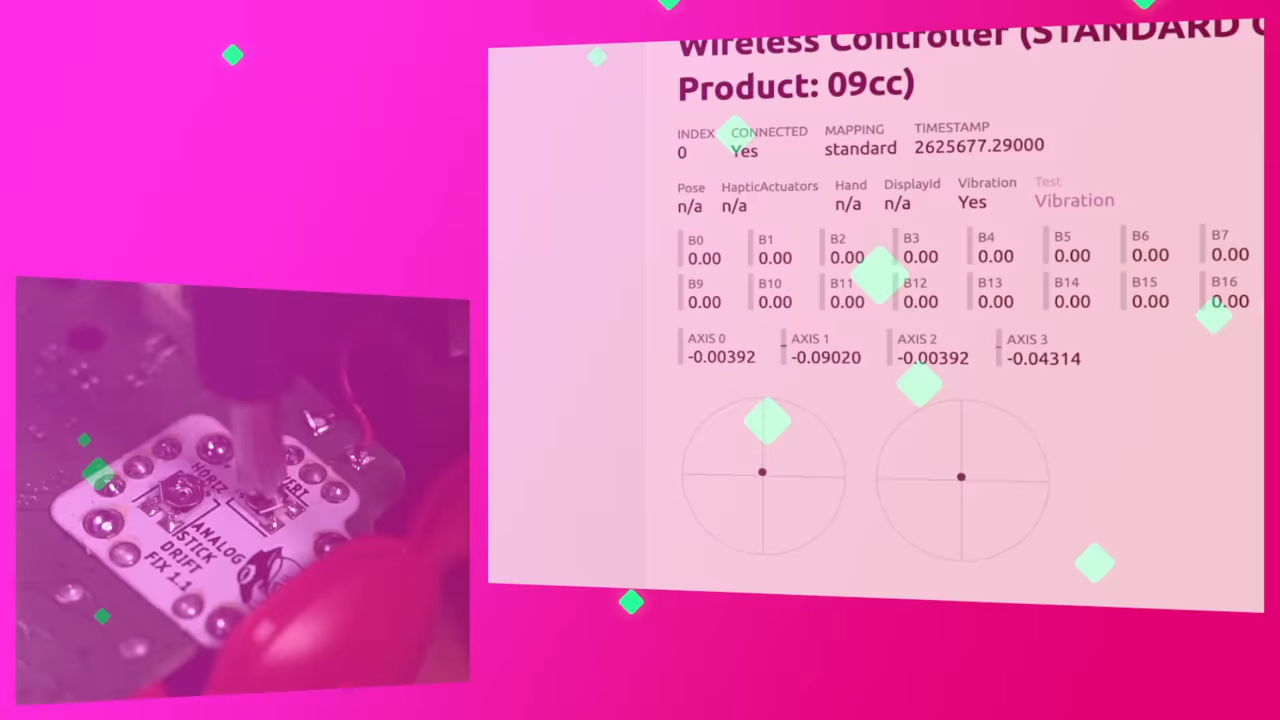 Wireless Controller (STANDARD
Product: 09cc)
INDEX CONNECTED MAPPING TIMESTAMP
0 Yes standard 2625677.29000
Pose HapticActuators Hand DisplayId Vibration Test
n/a n/a n/a n/a Yes Vibration
B0 B1 B2 B3 B4 B5 B6 B7
0.00 0.00 0.00 0.00 0.00 0.00 0.00 0.00
B9 B10 B11 B12 B13 B14 B15 B16
0.00 0.00 0.00 0.00 0.00 0.00 0.00 0.00
AXIS 0 AXIS 1 AXIS 2 AXIS 3
-0.00392 -0.09020 -0.00392 -0.04314
HORIZ
ANALOG
STICK
DRIFT
FIX 1.1